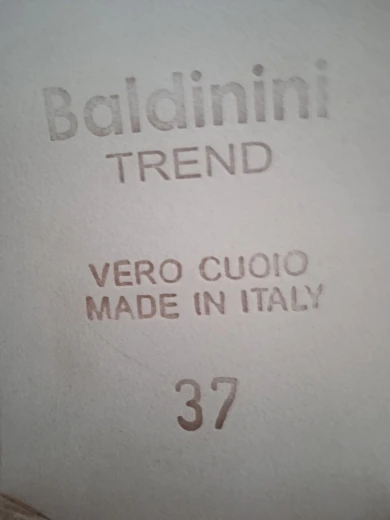 Baldinini
TREND
VERO CUOIO
MADE IN ITALY
37